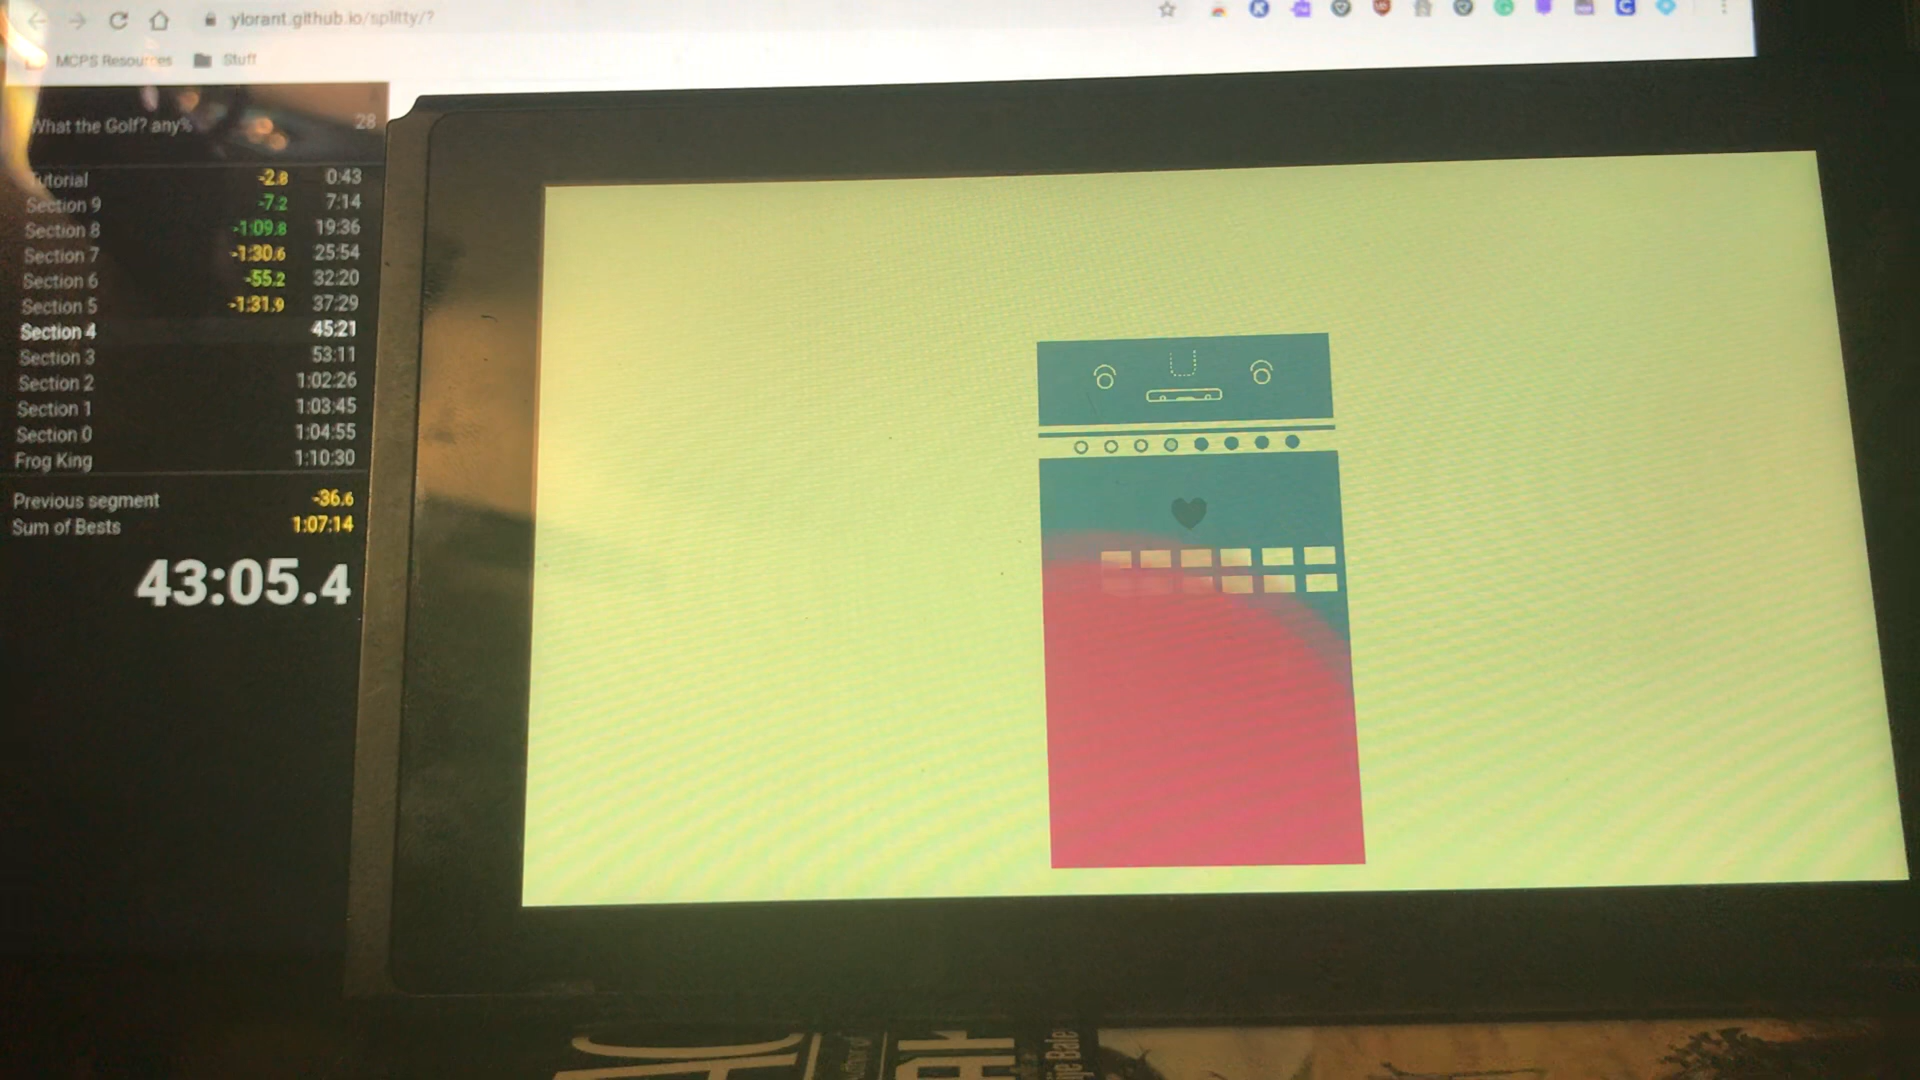 ylorant.github.io/splitty/?
MCPS Resources Stuff
What the Golf? any% 28
Tutorial -2.8 0:43
Section 9 -7.2 7:14
Section 8 -1:09.8 19:36
Section 7 -1:30.6 25:54
Section 6 -55.2 32:20
Section 5 -1:31.9 37:29
Section 4 45:21
Section 3 53:11
Section 2 1:02:26
Section 1 1:03:45
Section 0 1:04:55
Frog King 1:10:30
Previous segment -36.6
Sum of Bests 1:07:14
43:05.4